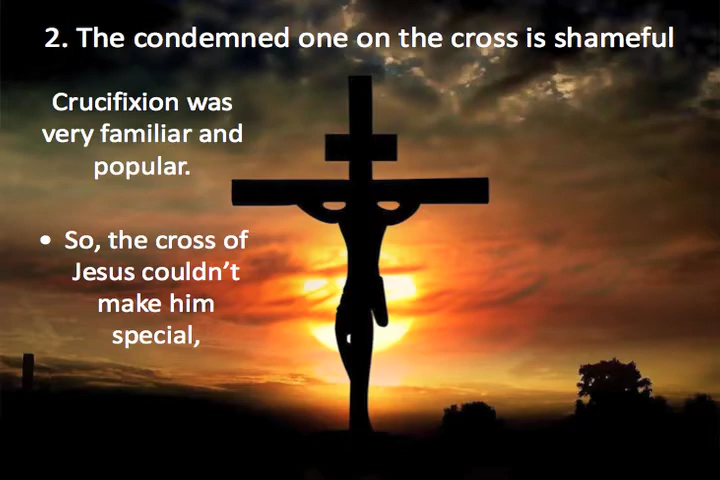 2. The condemned one on the cross is shameful
Crucifixion was
very familiar and
popular.
• So, the cross of
Jesus couldn’t
make him
special,